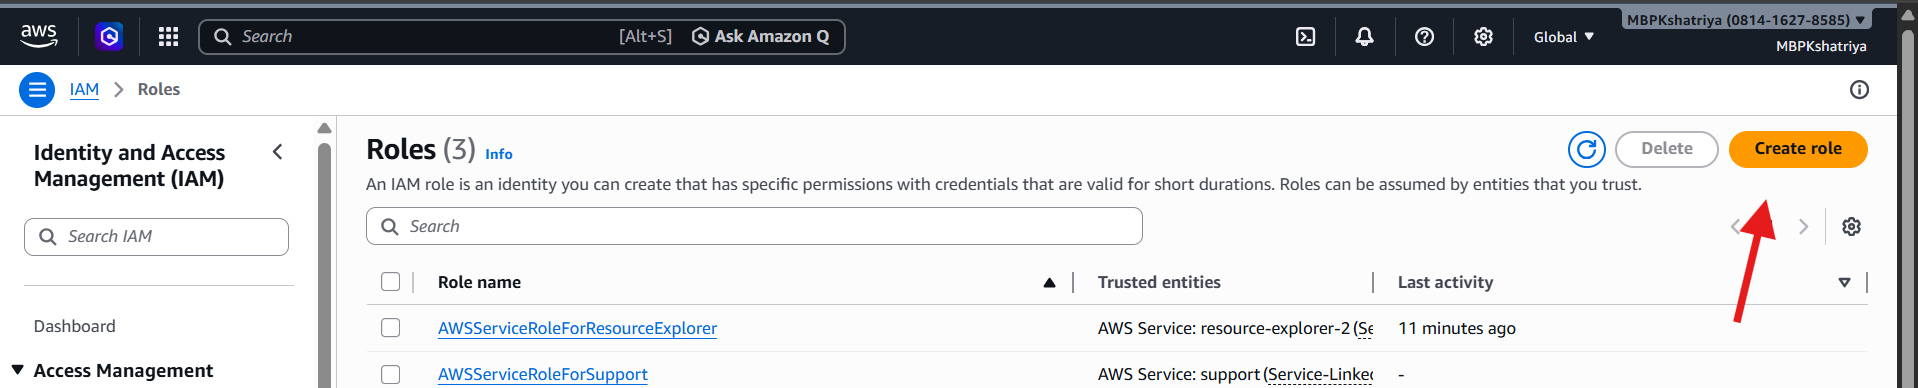 aws
Search [Alt+S] Ask Amazon Q Global MBPKshatriya (0814-1627-8585)
MBPKshatriya
IAM > Roles
Identity and Access
Management (IAM)
Search IAM
Dashboard
Access Management
Roles (3) Info
Delete
Create role
An IAM role is an identity you can create that has specific permissions with credentials that are valid for short durations. Roles can be assumed by entities that you trust.
Search
Role name Trusted entities Last activity
AWSServiceRoleForResourceExplorer AWS Service: resource-explorer-2 (Se 11 minutes ago
AWSServiceRoleForSupport AWS Service: support (Service-Linked -